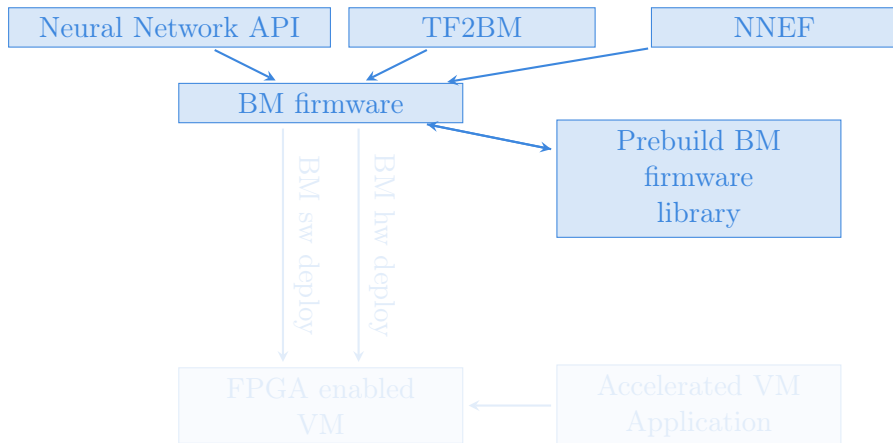 Neural Network API
TF2BM
NNEF
BM firmware
Prebuild BM
firmware
library
BM sw deploy
BM hw deploy
FPGA enabled
VM
Accelerated VM
Application